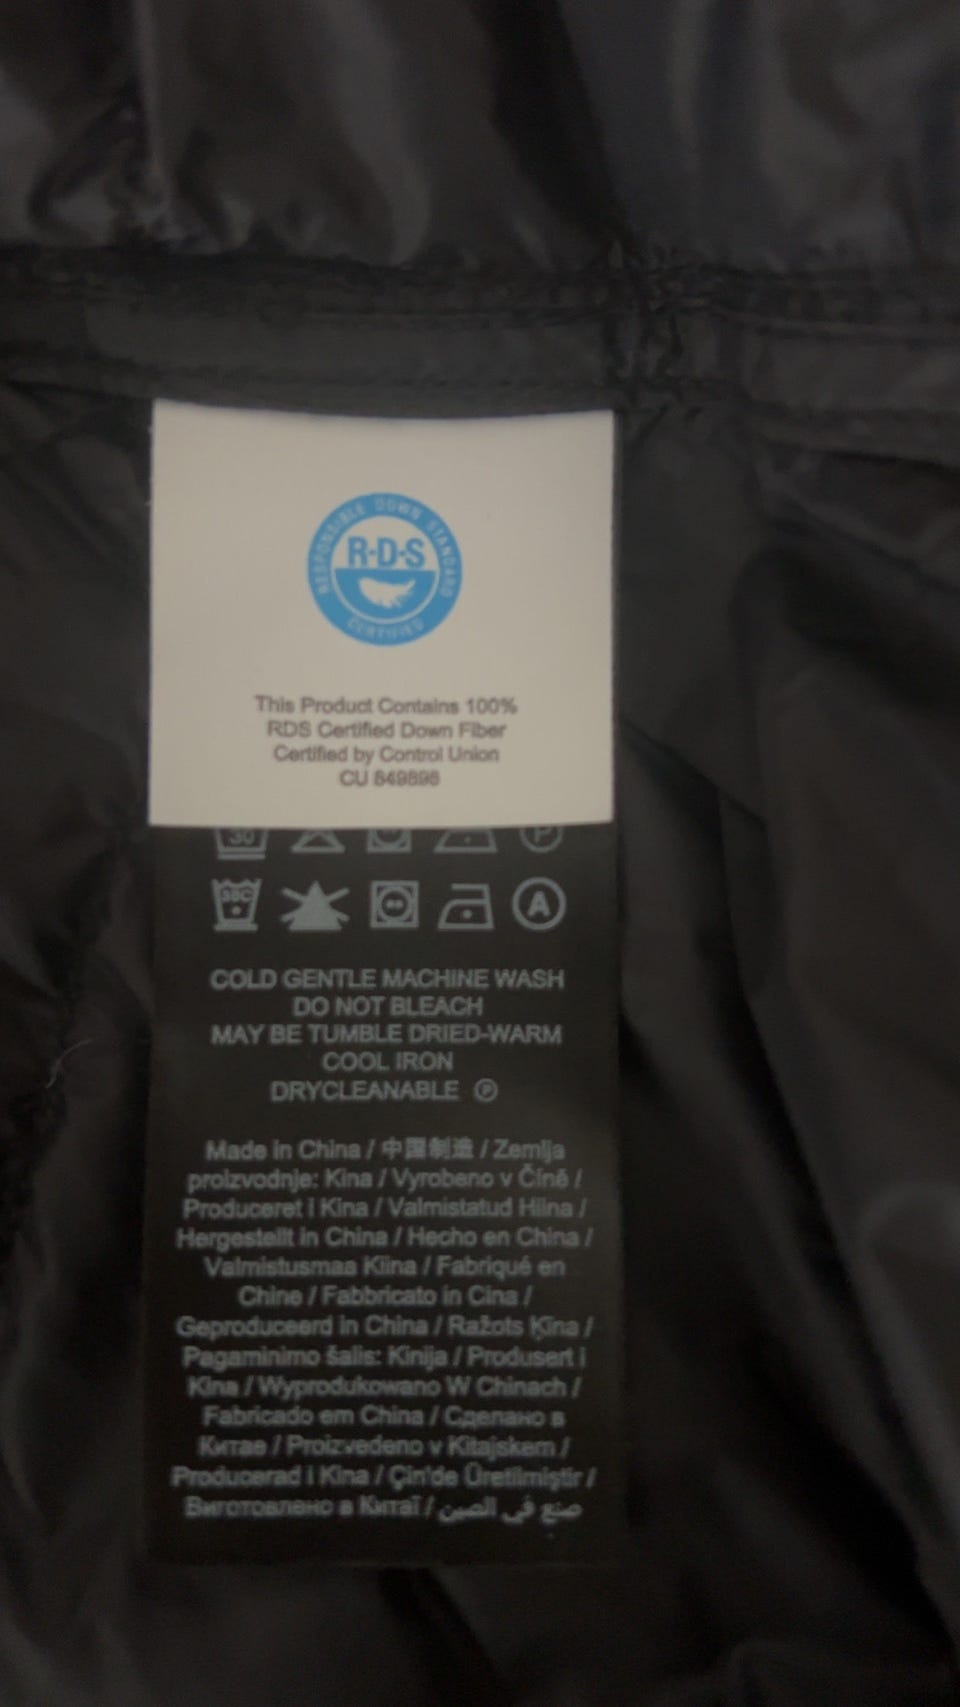 RESPONSIBLE DOWN STANDARD
R-D-S
CERTIFIED
This Product Contains 100%
RDS Certified Down Fiber
Certified by Control Union
CU 849898
30 P
A
COLD GENTLE MACHINE WASH
DO NOT BLEACH
MAY BE TUMBLE DRIED-WARM
COOL IRON
DRYCLEANABLE Ⓟ
Made in China / 中国制造 / Zemlja
proizvodnje: Kina / Vyrobeno v Číně /
Produceret i Kina / Valmistatud Hiina /
Hergestellt in China / Hecho en China /
Valmistusmaa Kiina / Fabriqué en
Chine / Fabbricato in Cina /
Geproduceerd in China / Ražots Ķīna /
Pagaminimo šalis: Kinija / Produsert i
Kina / Wyprodukowano W Chinach /
Fabricado em China / Сделано в
Китае / Proizvedeno v Kitajskem /
Producerad i Kina / Çin'de Üretilmiştir /
Виготовлено в Китаї / صنع في الصين